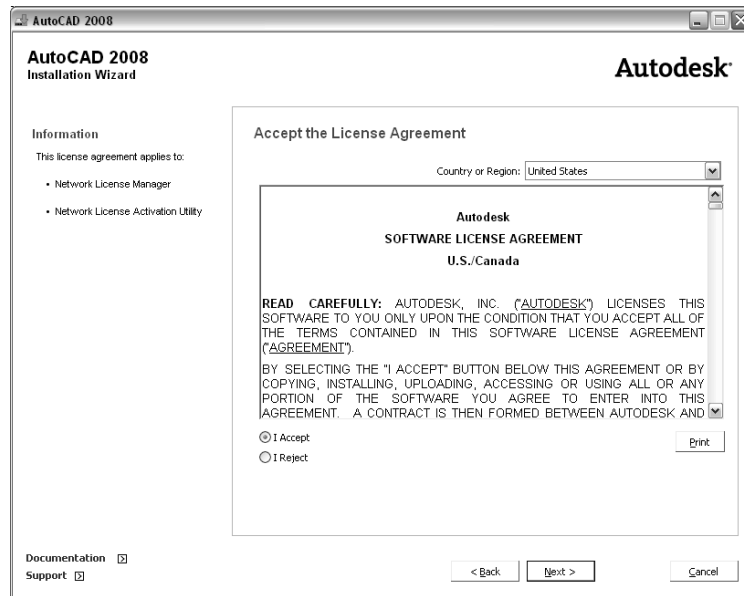 AutoCAD 2008
AutoCAD 2008
Installation Wizard
Autodesk
Information
This license agreement applies to:
• Network License Manager
• Network License Activation Utility
Accept the License Agreement
Country or Region: United States
Autodesk
SOFTWARE LICENSE AGREEMENT
U.S./Canada
READ CAREFULLY: AUTODESK, INC. ("AUTODESK") LICENSES THIS
SOFTWARE TO YOU ONLY UPON THE CONDITION THAT YOU ACCEPT ALL OF
THE TERMS CONTAINED IN THIS SOFTWARE LICENSE AGREEMENT
("AGREEMENT").
BY SELECTING THE "I ACCEPT" BUTTON BELOW THIS AGREEMENT OR BY
COPYING, INSTALLING, UPLOADING, ACCESSING OR USING ALL OR ANY
PORTION OF THE SOFTWARE YOU AGREE TO ENTER INTO THIS
AGREEMENT. A CONTRACT IS THEN FORMED BETWEEN AUTODESK AND
I Accept
Print
I Reject
Documentation
Support
< Back
Next >
Cancel